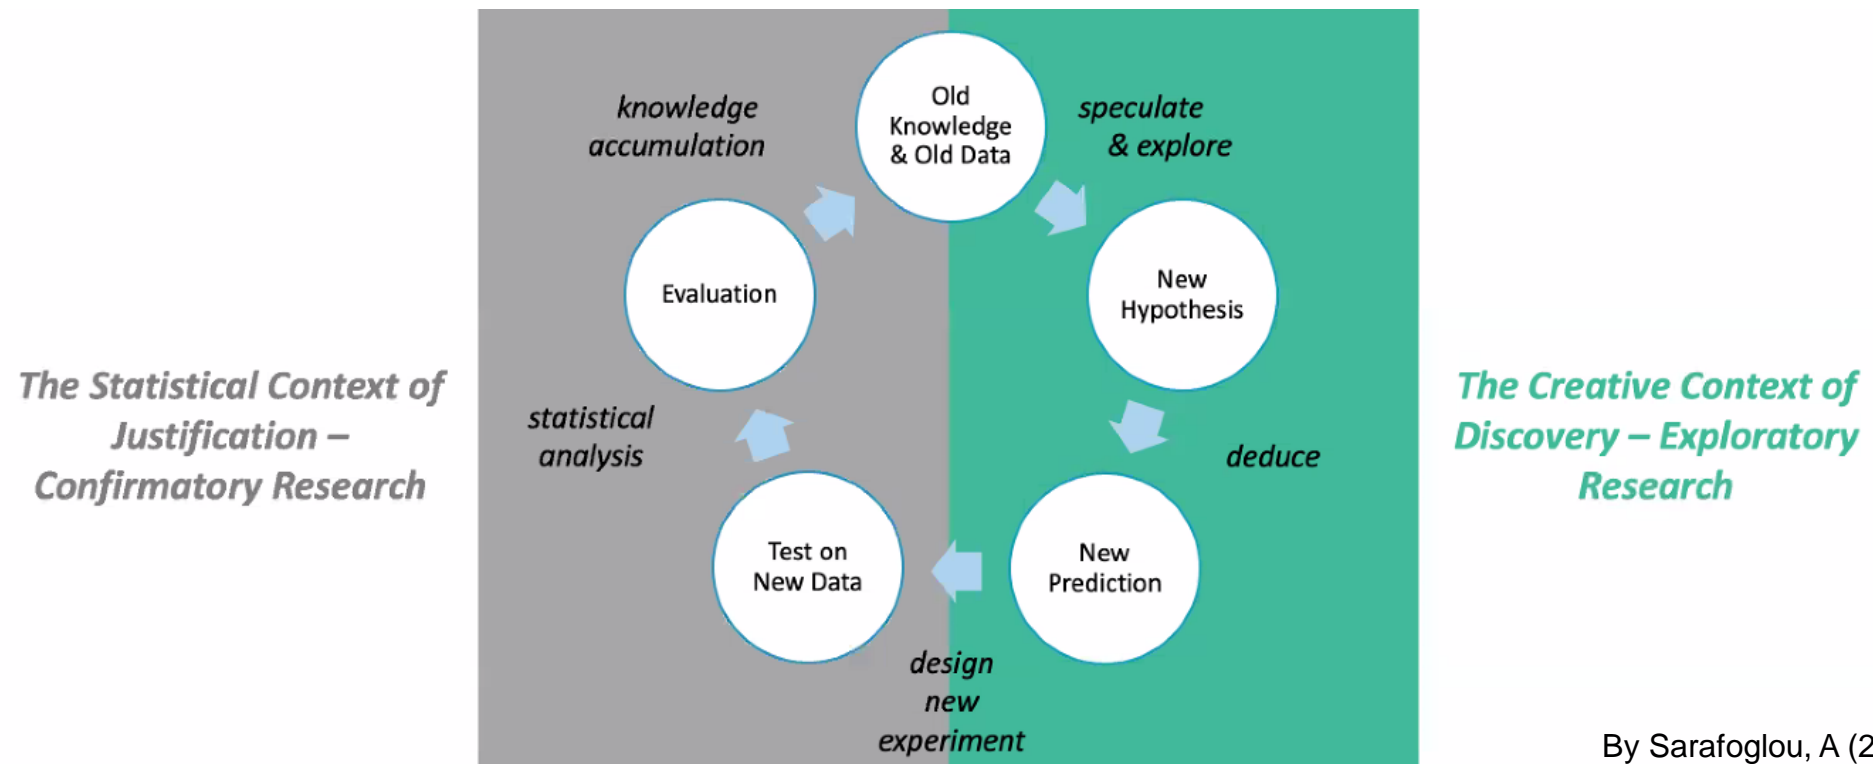 knowledge
accumulation
Old
Knowledge
& Old Data
speculate
& explore
Evaluation
New
Hypothesis
The Statistical Context of
Justification –
Confirmatory Research
statistical
analysis
deduce
The Creative Context of
Discovery – Exploratory
Research
Test on
New Data
New
Prediction
design
new
experiment
By Sarafoglou, A (2